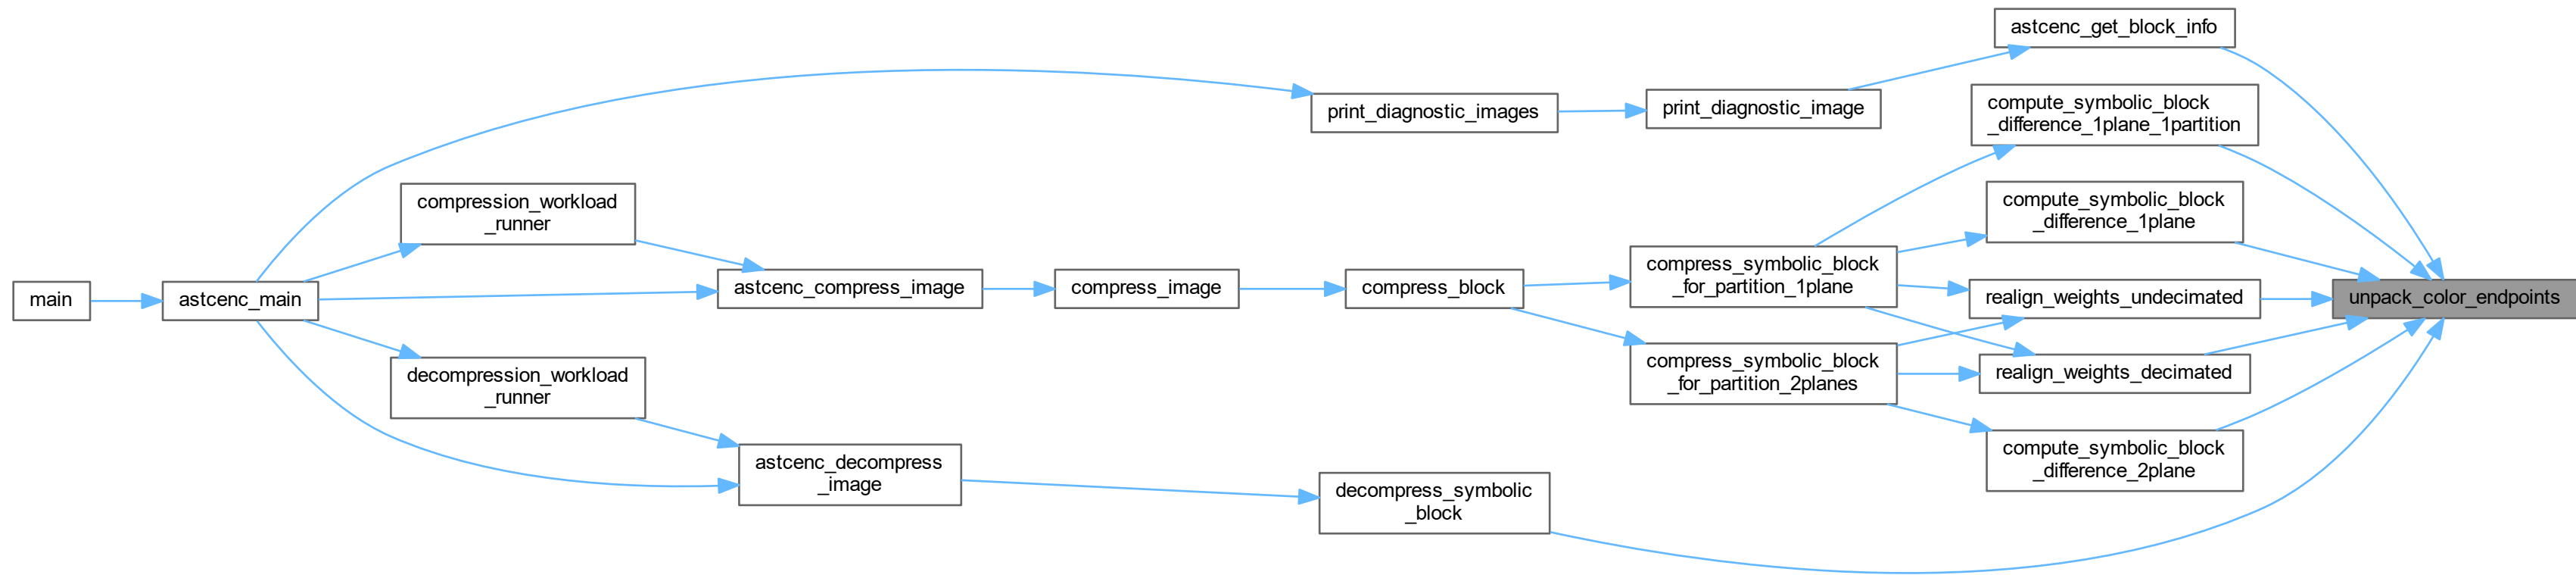 main
astcenc_main
compression_workload
_runner
decompression_workload
_runner
astcenc_compress_image
astcenc_decompress
_image
compress_image
print_diagnostic_images
compress_block
decompress_symbolic
_block
print_diagnostic_image
compress_symbolic_block
_for_partition_1plane
compress_symbolic_block
_for_partition_2planes
astcenc_get_block_info
compute_symbolic_block
_difference_1plane_1partition
compute_symbolic_block
_difference_1plane
realign_weights_undecimated
realign_weights_decimated
compute_symbolic_block
_difference_2plane
unpack_color_endpoints